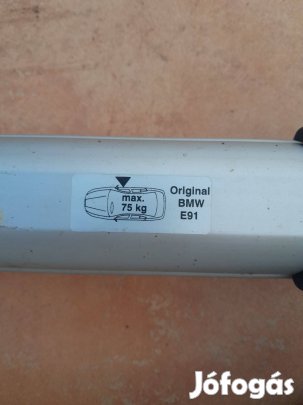 max.
75 kg
Original
BMW
E91
Jófogás